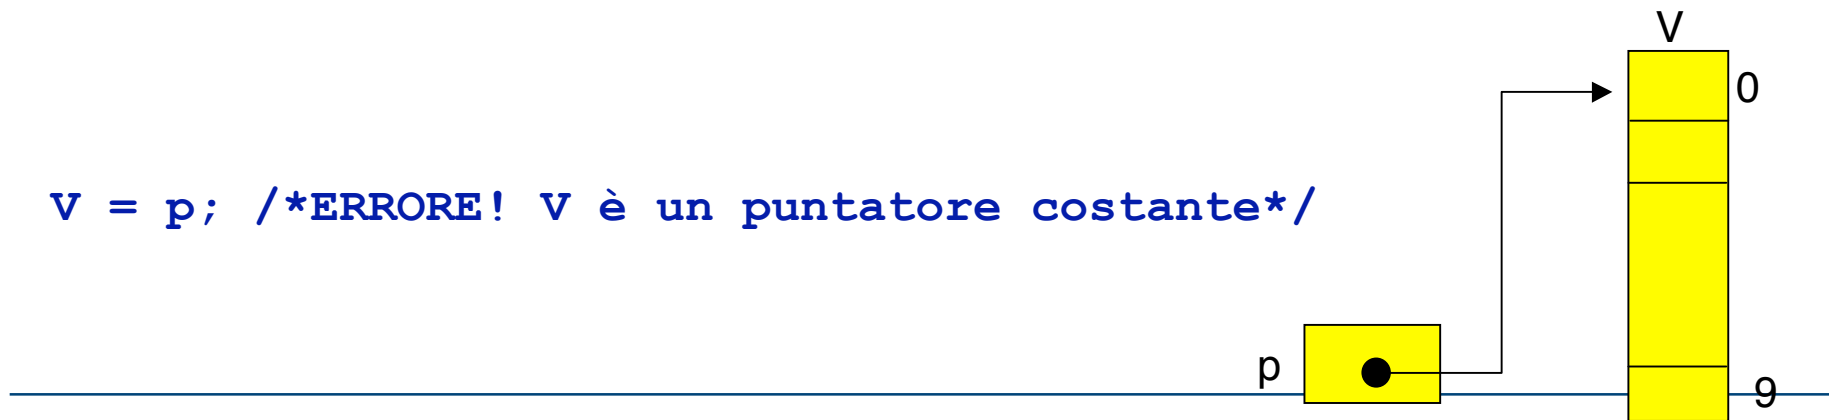 V
0
V = p; /*ERRORE! V è un puntatore costante*/
p
9